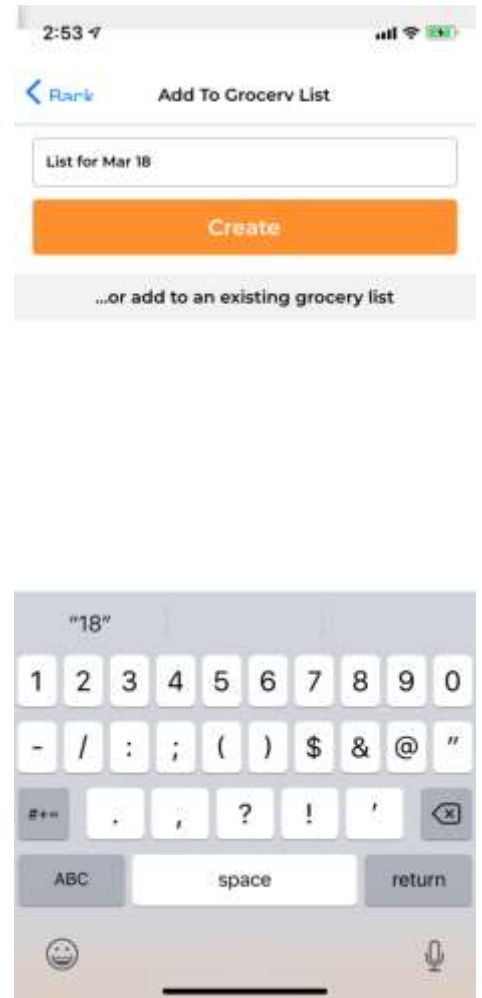 2:53
Back Add To Grocery List
List for Mar 18
Create
...or add to an existing grocery list
"18"
1 2 3 4 5 6 7 8 9 0
- / : ; ( ) $ & @ "
#+= . , ? ! '
ABC space return